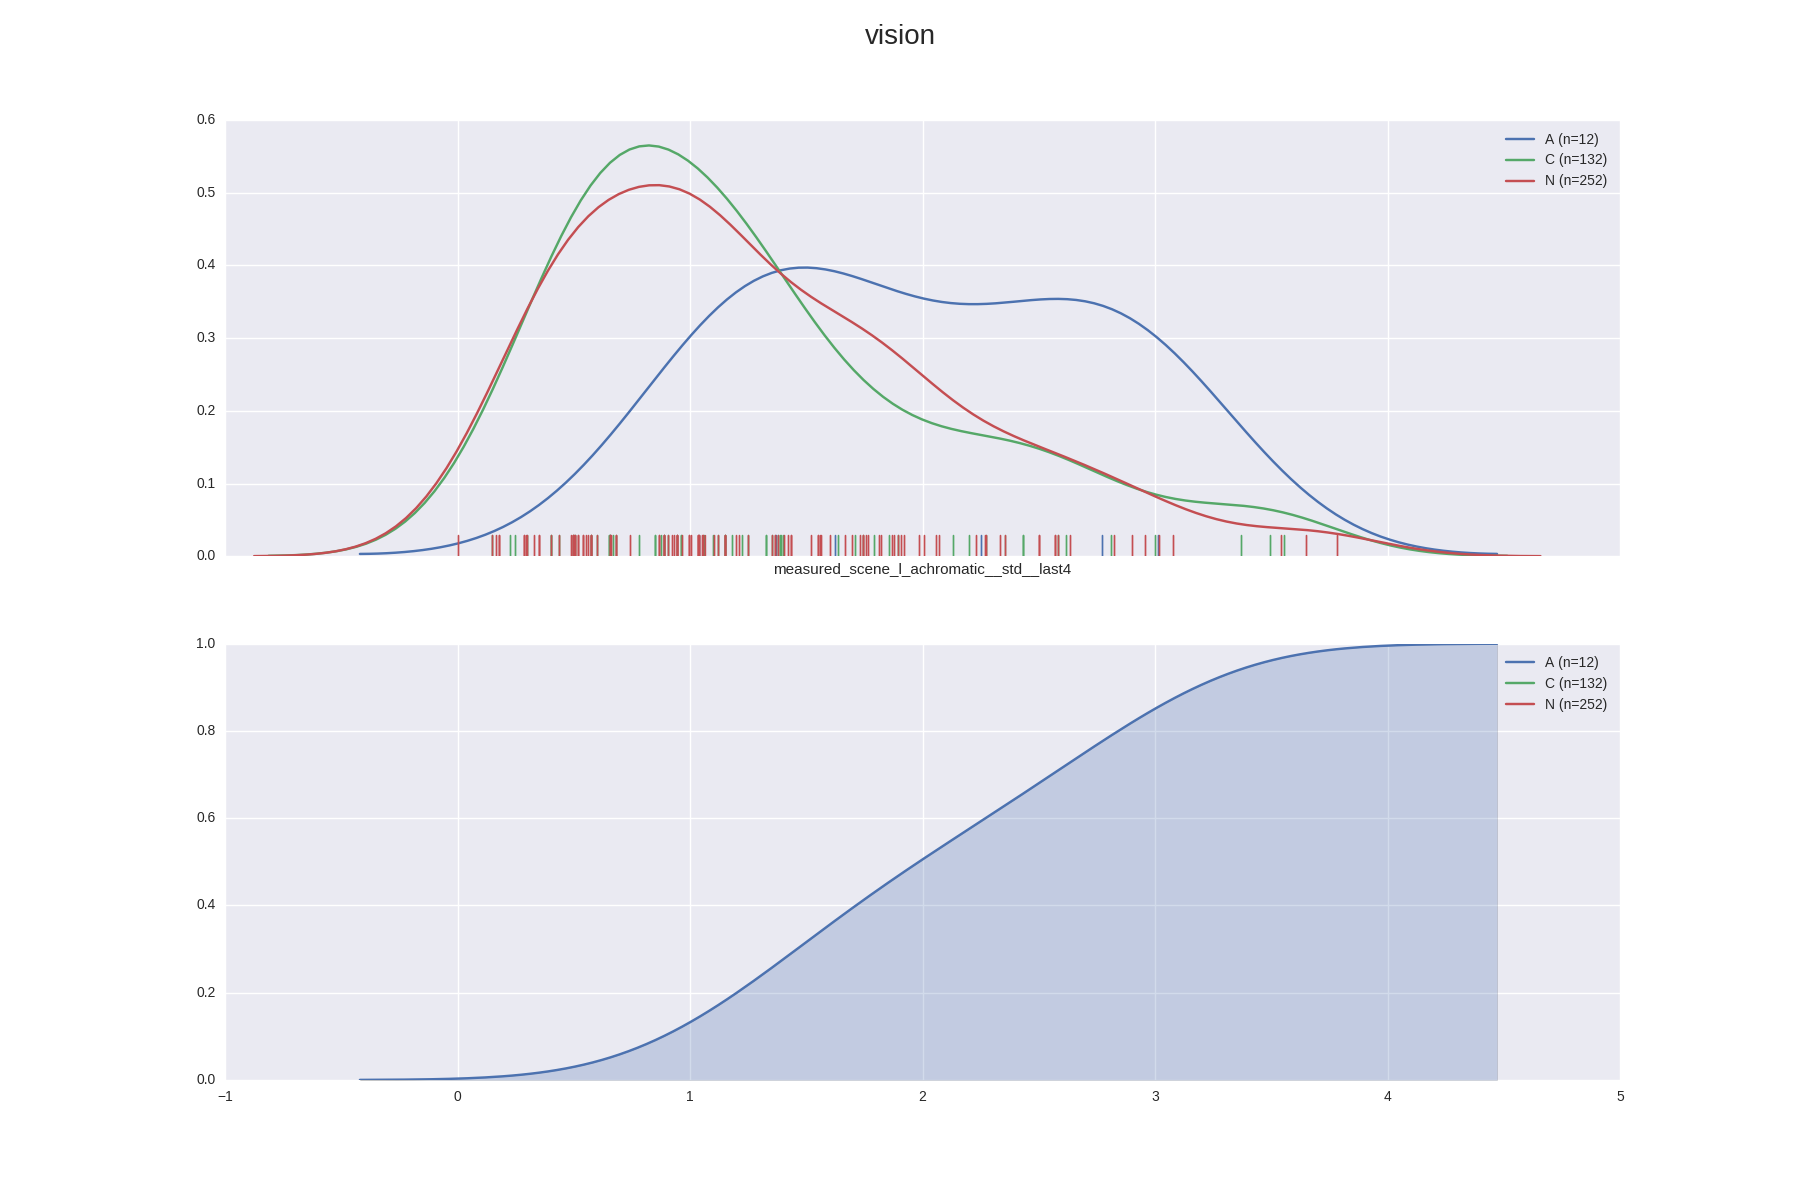 vision
0.6
0.5
0.4
0.3
0.2
0.1
0.0
A (n=12)
C (n=132)
N (n=252)
measured_scene_l_achromatic__std__last4
1.0
0.8
0.6
0.4
0.2
0.0
A (n=12)
C (n=132)
N (n=252)
−1 0 1 2 3 4 5